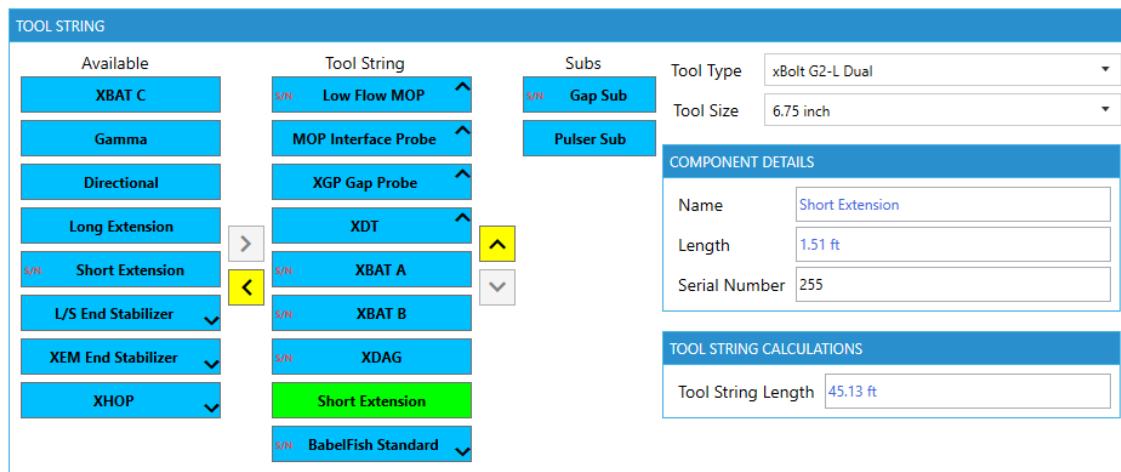 TOOL STRING
Available
XBAT C
Gamma
Directional
Long Extension
S/N Short Extension
L/S End Stabilizer
XEM End Stabilizer
XHOP
Tool String
S/N Low Flow MOP
MOP Interface Probe
XGP Gap Probe
XDT
S/N XBAT A
S/N XBAT B
S/N XDAG
Short Extension
S/N BabelFish Standard
Subs
S/N Gap Sub
Pulser Sub
Tool Type xBolt G2-L Dual
Tool Size 6.75 inch
COMPONENT DETAILS
Name Short Extension
Length 1.51 ft
Serial Number 255
TOOL STRING CALCULATIONS
Tool String Length 45.13 ft